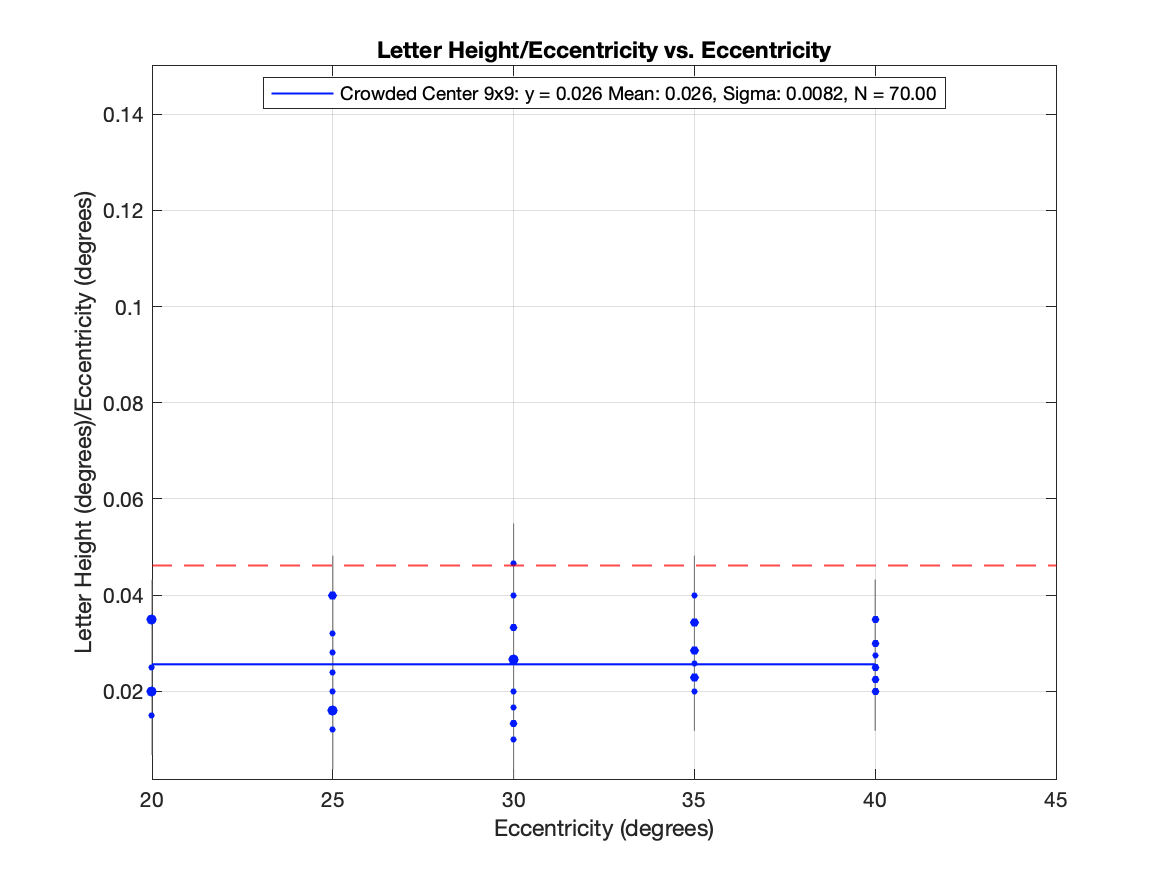 Letter Height/Eccentricity vs. Eccentricity
Crowded Center 9x9: y = 0.026 Mean: 0.026, Sigma: 0.0082, N = 70.00
Letter Height (degrees)/Eccentricity (degrees)
0.14
0.12
0.1
0.08
0.06
0.04
0.02
20 25 30 35 40 45
Eccentricity (degrees)